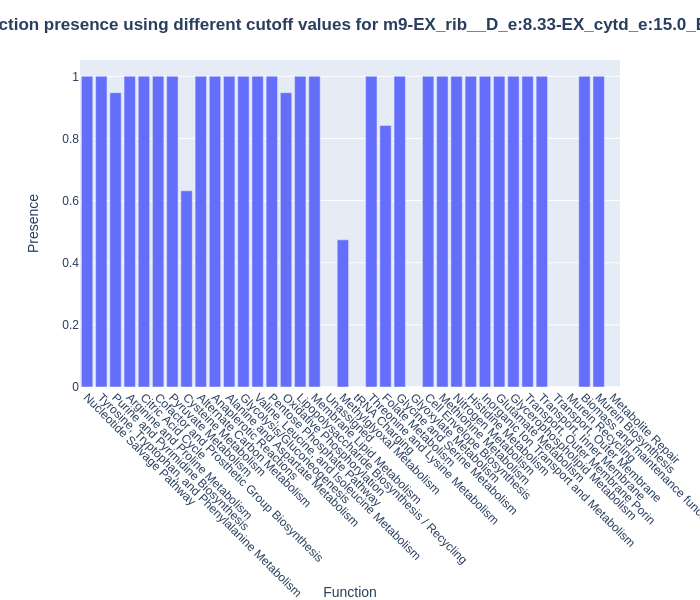 ction presence using different cutoff values for m9-EX_rib__D_e:8.33-EX_cytd_e:15.0_E
Presence
1
0.8
0.6
0.4
0.2
0
Nucleotide Salvage Pathway
Tyrosine, Tryptophan, and Phenylalanine Metabolism
Purine and Pyrimidine Biosynthesis
Arginine and Proline Metabolism
Citric Acid Cycle
Cofactor and Prosthetic Group Biosynthesis
Pyruvate Metabolism
Cysteine Metabolism
Alternate Carbon Metabolism
Anaplerotic Reactions
Alanine and Aspartate Metabolism
Glycolysis/Gluconeogenesis
Valine, Leucine, and Isoleucine Metabolism
Pentose Phosphate Pathway
Oxidative Phosphorylation
Lipopolysaccharide Biosynthesis / Recycling
Membrane Lipid Metabolism
Unassigned
Methylglyoxal Metabolism
tRNA Charging
Threonine and Lysine Metabolism
Folate Metabolism
Glycine and Serine Metabolism
Glyoxylate Metabolism
Cell Envelope Biosynthesis
Methionine Metabolism
Nitrogen Metabolism
Histidine Metabolism
Inorganic Ion Transport and Metabolism
Glutamate Metabolism
Glycerophospholipid Metabolism
Transport, Outer Membrane Porin
Transport, Inner Membrane
Transport, Outer Membrane
Murein Recycling
Biomass and maintenance func
Murein Biosynthesis
Metabolite Repair
Function